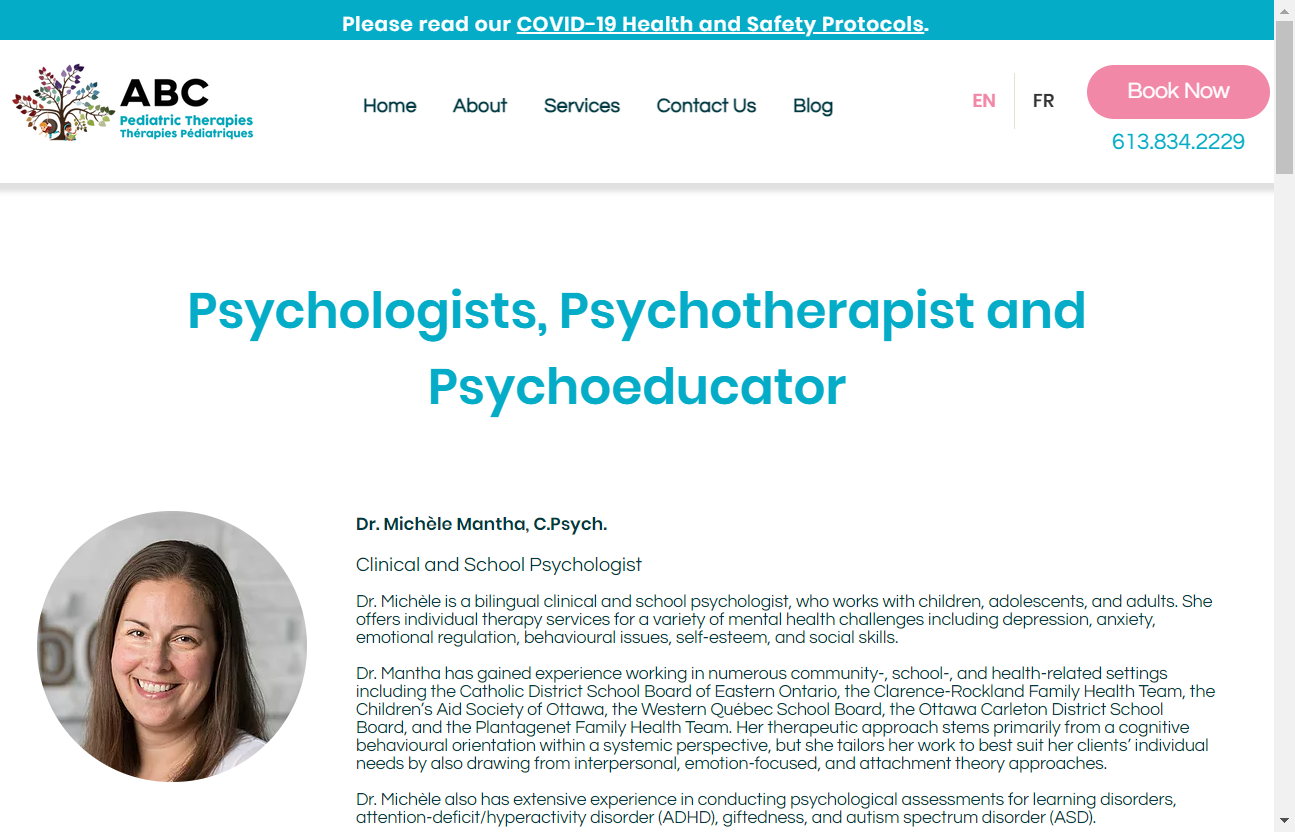 Please read our COVID-19 Health and Safety Protocols.
ABC
Pediatric Therapies
Thérapies Pédiatriques
Home
About
Services
Contact Us
Blog
EN
FR
Book Now
613.834.2229
Psychologists, Psychotherapist and
Psychoeducator
Dr. Michèle Mantha, C.Psych.
Clinical and School Psychologist
Dr. Michèle is a bilingual clinical and school psychologist, who works with children, adolescents, and adults. She
offers individual therapy services for a variety of mental health challenges including depression, anxiety,
emotional regulation, behavioural issues, self-esteem, and social skills.
Dr. Mantha has gained experience working in numerous community-, school-, and health-related settings
including the Catholic District School Board of Eastern Ontario, the Clarence-Rockland Family Health Team, the
Children’s Aid Society of Ottawa, the Western Québec School Board, the Ottawa Carleton District School
Board, and the Plantagenet Family Health Team. Her therapeutic approach stems primarily from a cognitive
behavioural orientation within a systemic perspective, but she tailors her work to best suit her clients’ individual
needs by also drawing from interpersonal, emotion-focused, and attachment theory approaches.
Dr. Michèle also has extensive experience in conducting psychological assessments for learning disorders,
attention-deficit/hyperactivity disorder (ADHD), giftedness, and autism spectrum disorder (ASD).